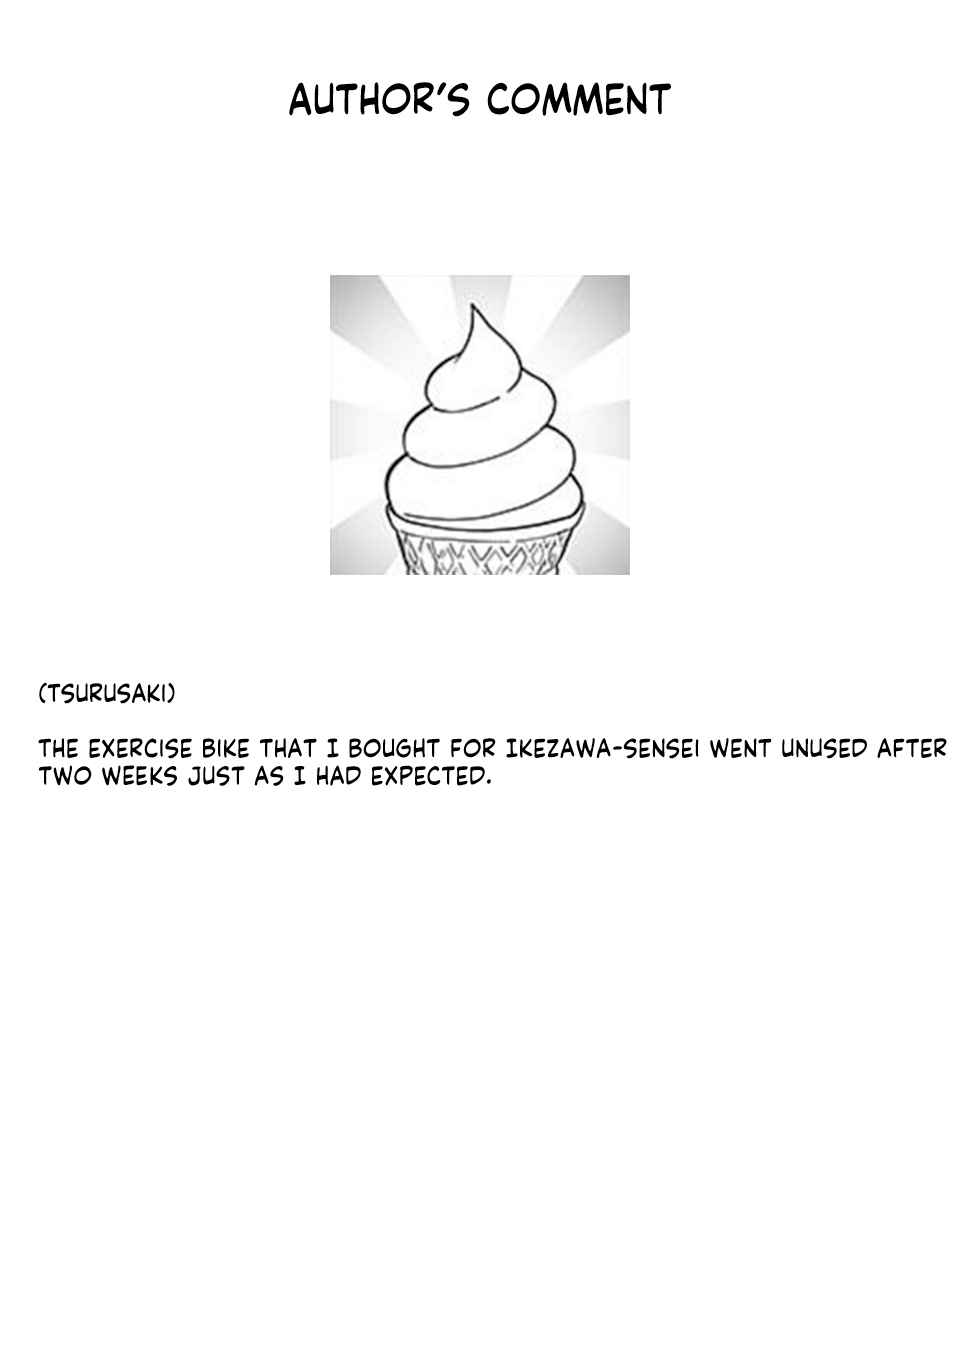 AUTHOR'S COMMENT
(TSURUSAKI)
THE EXERCISE BIKE THAT I BOUGHT FOR IKEZAWA-SENSEI WENT UNUSED AFTER
TWO WEEKS JUST AS I HAD EXPECTED.